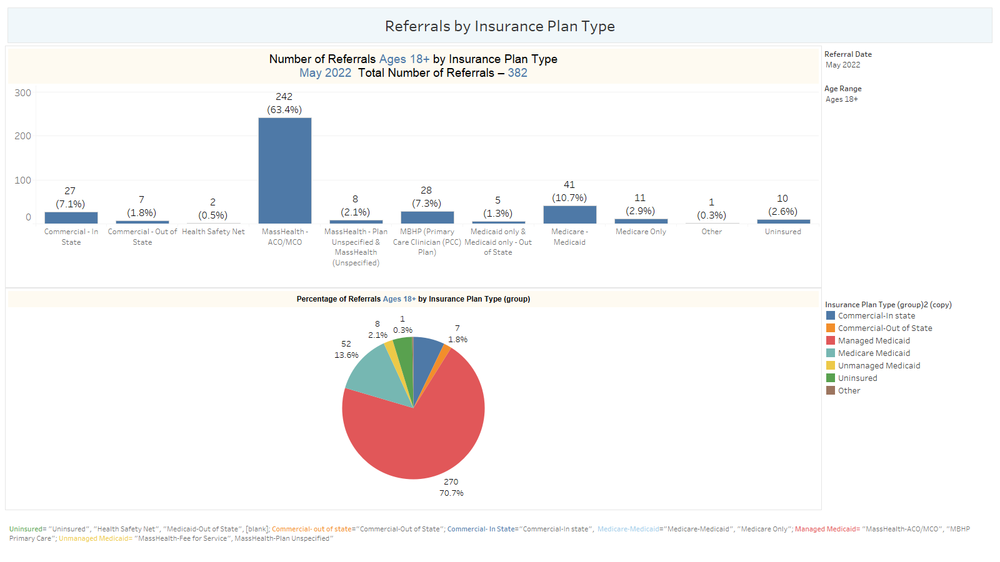 Referrals by Insurance Plan Type
Number of Referrals Ages 18+ by Insurance Plan Type
May 2022 Total Number of Referrals – 382
Referral Date
May 2022
Age Range
Ages 18+
300
200
100
0
27
(7.1%)
7
(1.8%)
2
(0.5%)
242
(63.4%)
8
(2.1%)
28
(7.3%)
5
(1.3%)
41
(10.7%)
11
(2.9%)
1
(0.3%)
10
(2.6%)
Commercial - In
State
Commercial - Out of
State
Health Safety Net
MassHealth -
ACO/MCO
MassHealth - Plan
Unspecified &
MassHealth
(Unspecified)
MBHP (Primary
Care Clinician (PCC)
Plan)
Medicaid only &
Medicaid only - Out
of State
Medicare -
Medicaid
Medicare Only
Other
Uninsured
Percentage of Referrals Ages 18+ by Insurance Plan Type (group)
1
0.3%
7
1.8%
8
2.1%
52
13.6%
270
70.7%
Insurance Plan Type (group)2 (copy)
Commercial-In state
Commercial-Out of State
Managed Medicaid
Medicare Medicaid
Unmanaged Medicaid
Uninsured
Other
Uninsured= "Uninsured", "Health Safety Net", "Medicaid-Out of State", [blank]; Commercial- out of state="Commercial-Out of State"; Commercial- In State="Commercial-In state", Medicare-Medicaid="Medicare-Medicaid", "Medicare Only"; Managed Medicaid= "MassHealth-ACO/MCO", "MBHP
Primary Care"; Unmanaged Medicaid= "MassHealth-Fee for Service", MassHealth-Plan Unspecified"